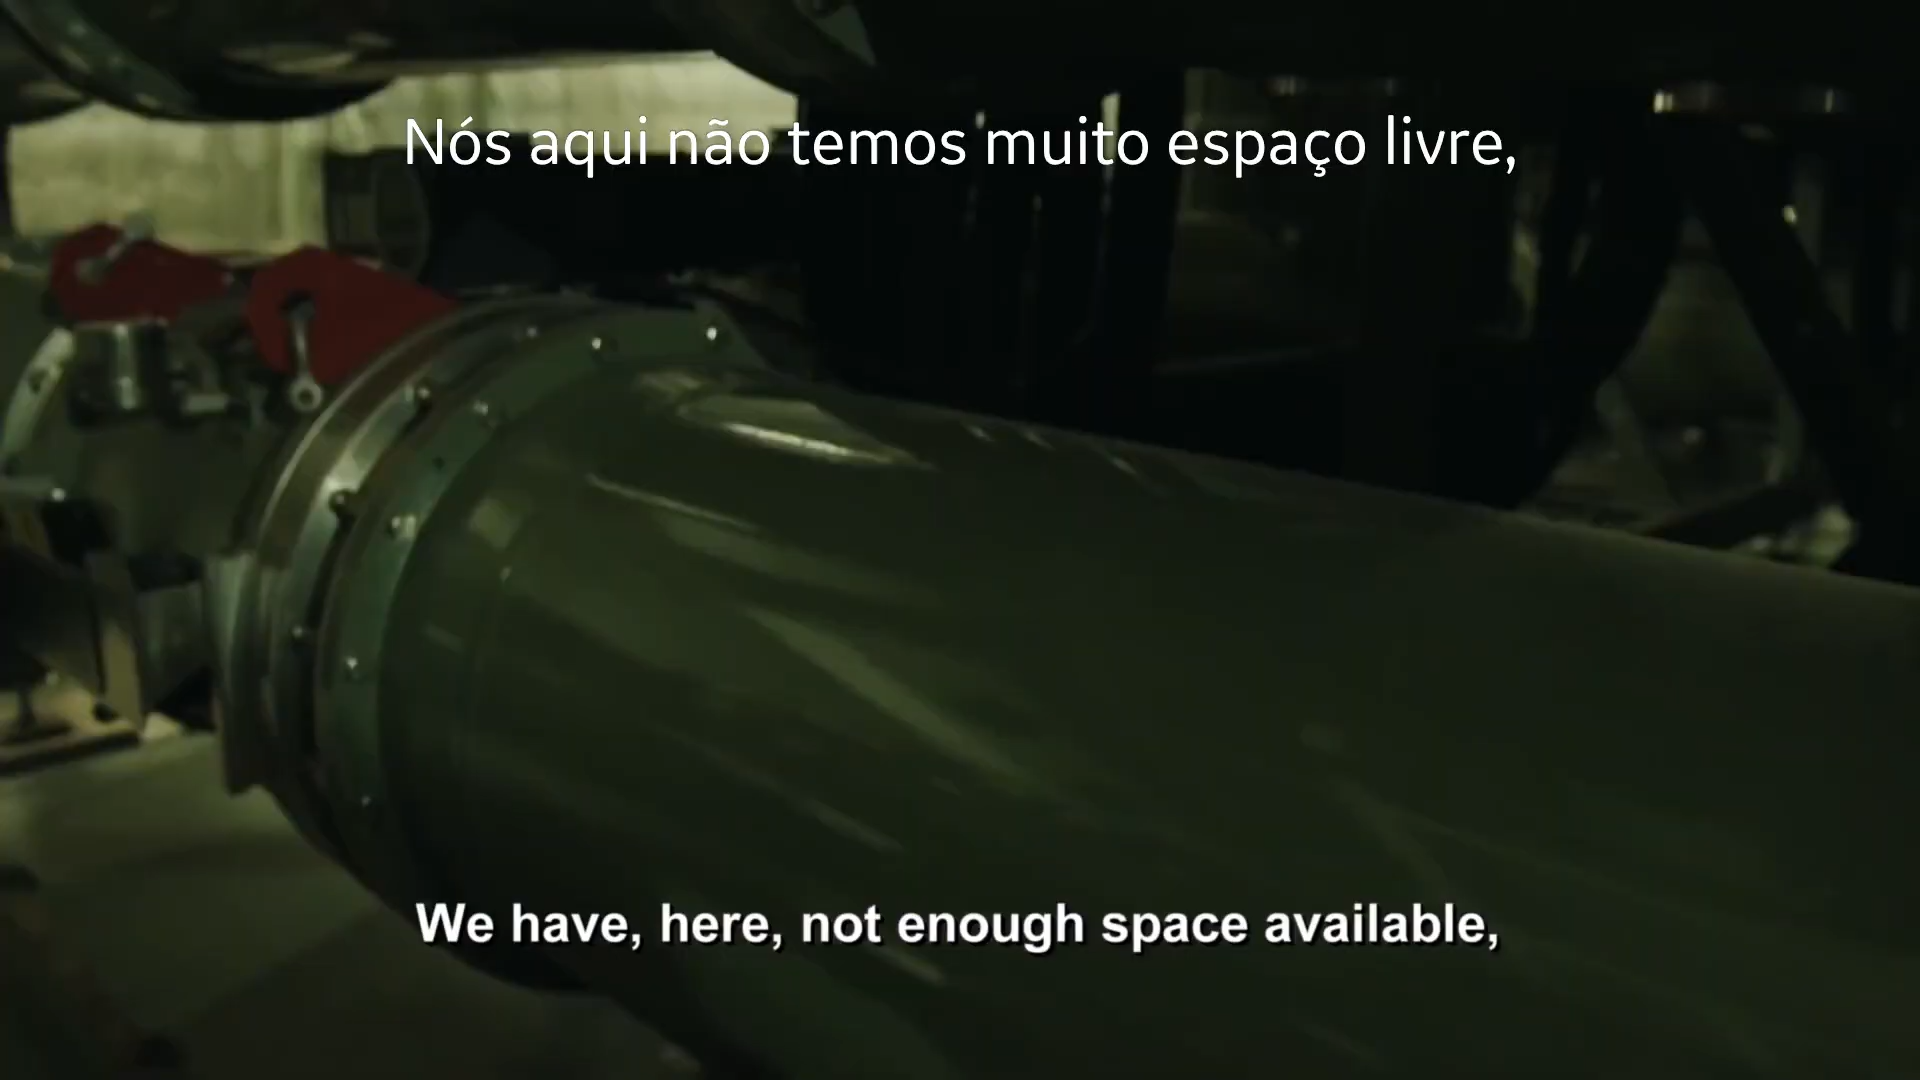 Nós aqui não temos muito espaço livre,
We have, here, not enough space available,